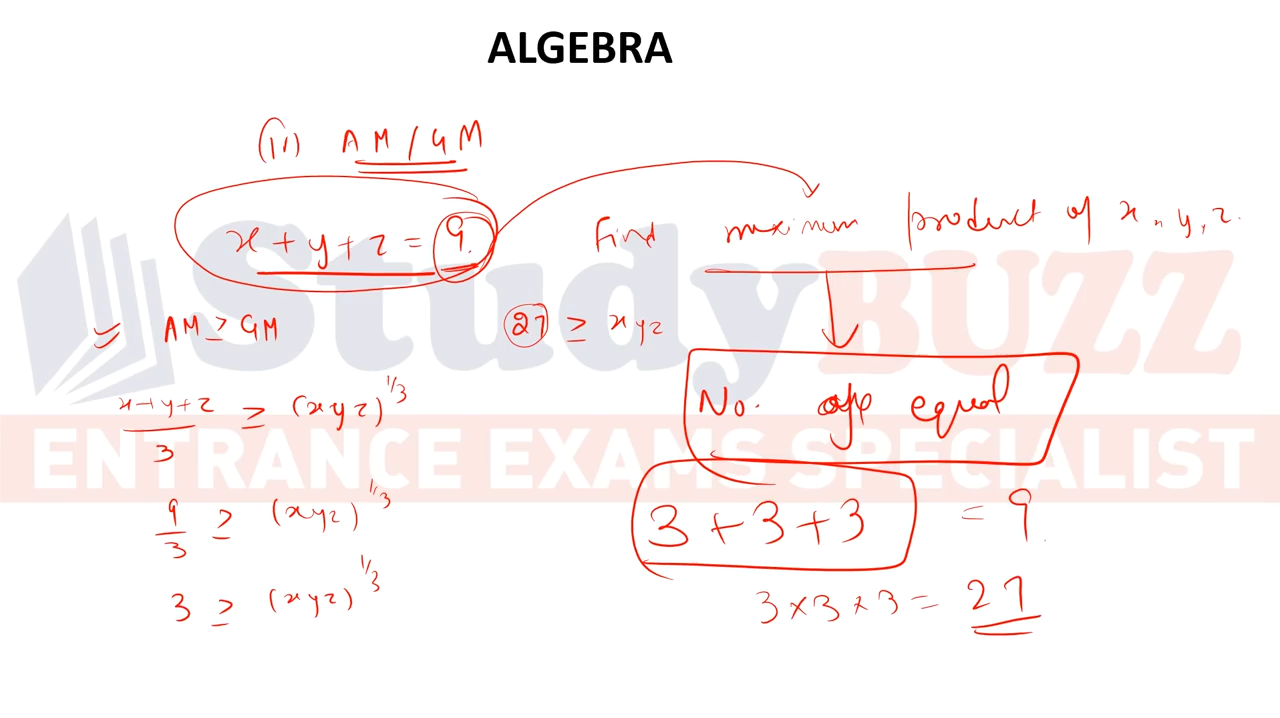 ALGEBRA
(iv) AM/GM
x + y + z = 9. Find maximum product of x, y, z.
AM ≥ GM
27 ≥ xyz
x+y+z/3 ≥ (xyz)^1/3
No. are equal
9/3 ≥ (xyz)^1/3
3 + 3 + 3 = 9.
3 ≥ (xyz)^1/3
3 × 3 × 3 = 27
StudyBUZZ
ENTRANCE EXAMS SPECIALIST